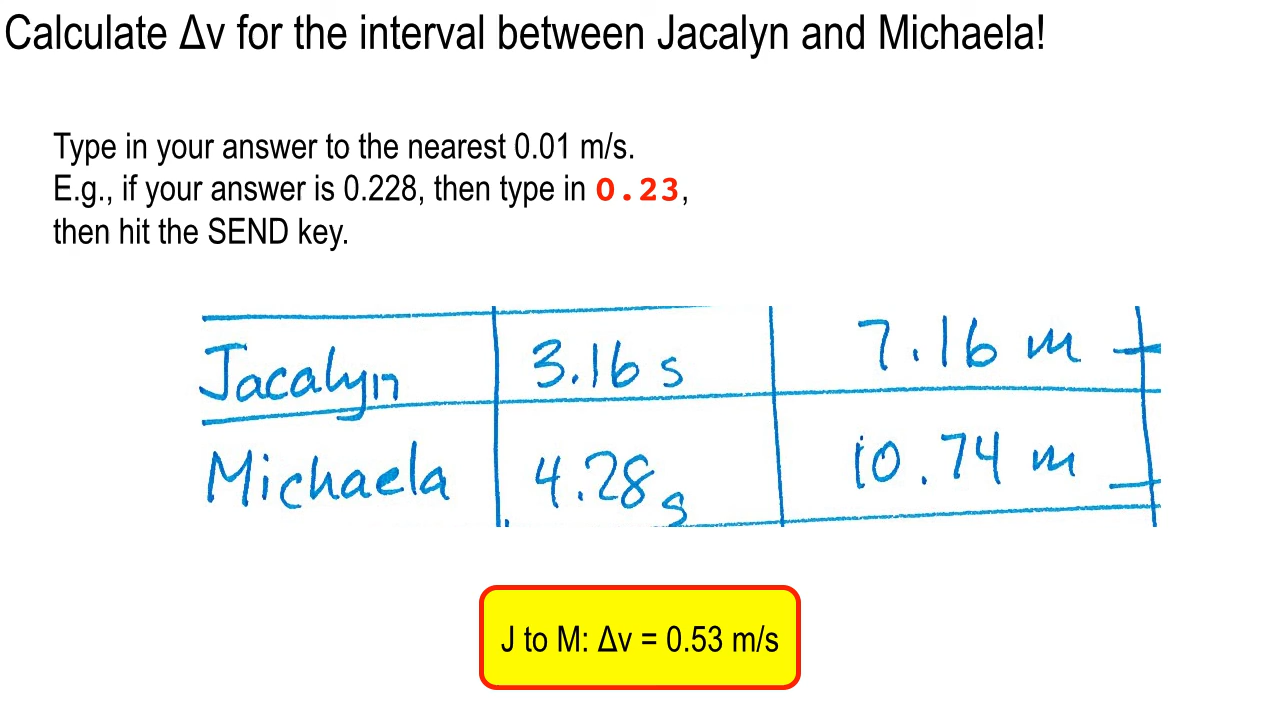 Calculate Δv for the interval between Jacalyn and Michaela!
Type in your answer to the nearest 0.01 m/s.
E.g., if your answer is 0.228, then type in 0.23,
then hit the SEND key.
Jacalyn 3.16 s 7.16 m
Michaela 4.28 s 10.74 m
J to M: Δv = 0.53 m/s